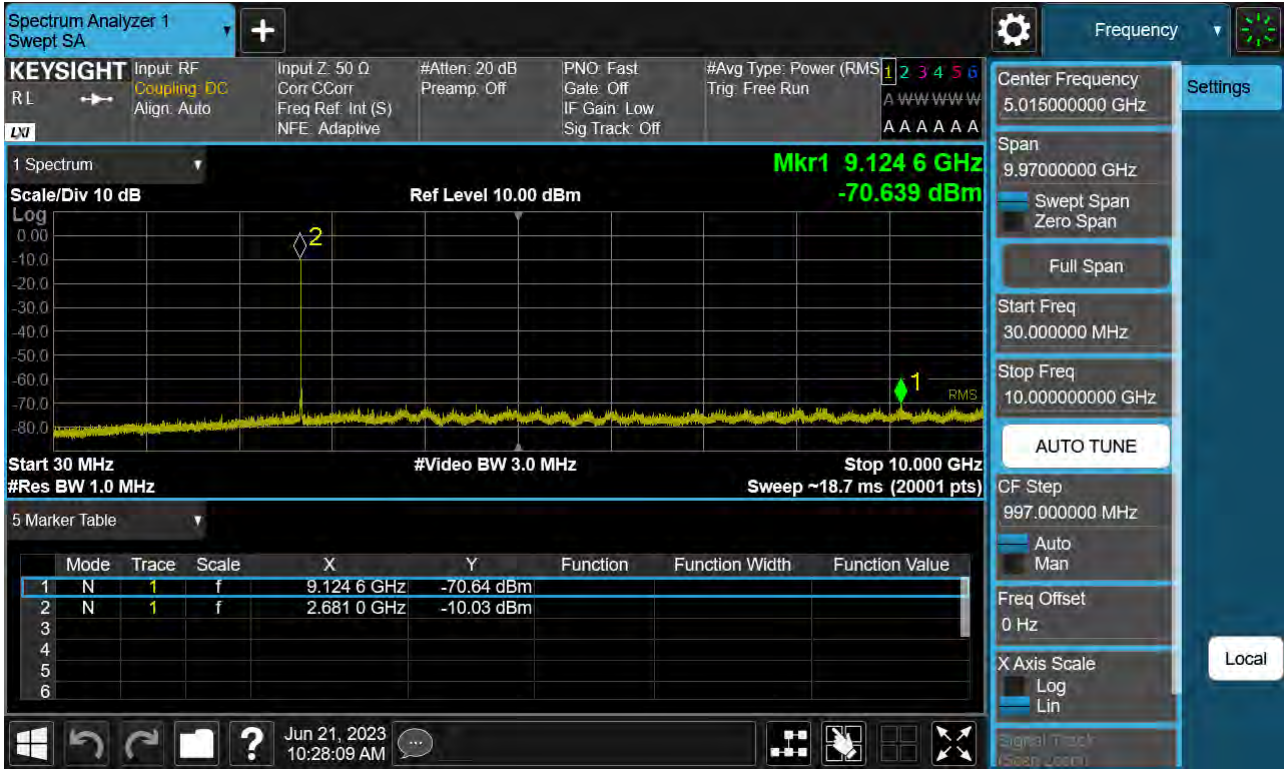 Spectrum Analyzer 1
Swept SA
Frequency
KEYSIGHT
RL
LXI
Input: RF
Coupling: DC
Align: Auto
Input Z: 50 Ω
Corr CCorr
Freq Ref: Int (S)
NFE: Adaptive
#Atten: 20 dB
Preamp: Off
PNO: Fast
Gate: Off
IF Gain: Low
Sig Track: Off
#Avg Type: Power (RMS
Trig: Free Run
1 2 3 4 5 6
A W W W W W
A A A A A A
1 Spectrum
Mkr1 9.124 6 GHz
Scale/Div 10 dB
Ref Level 10.00 dBm
-70.639 dBm
Log
0.00
-10.0
-20.0
-30.0
-40.0
-50.0
-60.0
-70.0
-80.0
2
1
RMS
Start 30 MHz
#Video BW 3.0 MHz
Stop 10.000 GHz
#Res BW 1.0 MHz
Sweep ~18.7 ms (20001 pts)
5 Marker Table
Mode Trace Scale X Y Function Function Width Function Value
1 N 1 f 9.124 6 GHz -70.64 dBm
2 N 1 f 2.681 0 GHz -10.03 dBm
3
4
5
6
Jun 21, 2023
10:28:09 AM
Center Frequency
5.015000000 GHz
Settings
Span
9.97000000 GHz
Swept Span
Zero Span
Full Span
Start Freq
30.000000 MHz
Stop Freq
10.000000000 GHz
AUTO TUNE
CF Step
997.000000 MHz
Auto
Man
Freq Offset
0 Hz
X Axis Scale
Log
Lin
Local
Signal Track
(Span Zoom)